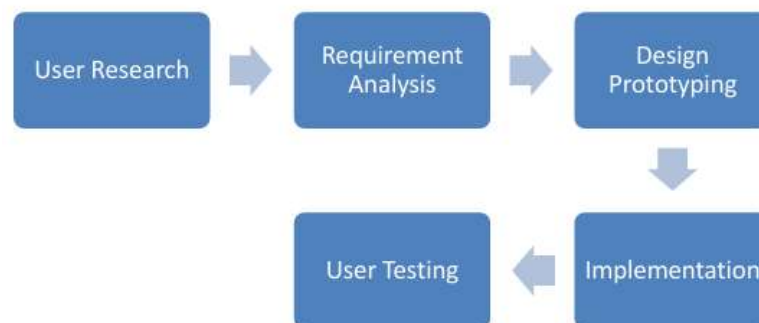 User Research
Requirement
Analysis
Design
Prototyping
Implementation
User Testing